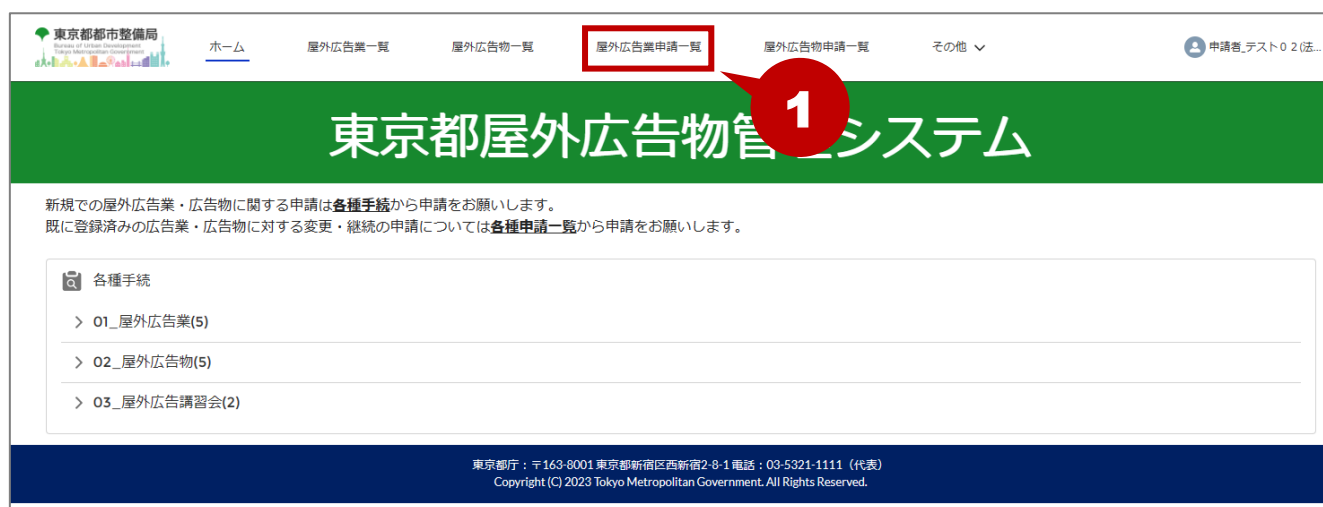 東京都都市整備局
Bureau of Urban Development
Tokyo Metropolitan Government
ホーム
屋外広告業一覧
屋外広告物一覧
屋外広告業申請一覧
屋外広告物申請一覧
その他
申請者_テスト０２(法...
1
東京都屋外広告物管 システム
新規での屋外広告業・広告物に関する申請は各種手続から申請をお願いします。
既に登録済みの広告業・広告物に対する変更・継続の申請については各種申請一覧から申請をお願いします。
各種手続
01_屋外広告業(5)
02_屋外広告物(5)
03_屋外広告講習会(2)
東京都庁：〒163-8001 東京都新宿区西新宿2-8-1 電話：03-5321-1111（代表）
Copyright (C) 2023 Tokyo Metropolitan Government. All Rights Reserved.